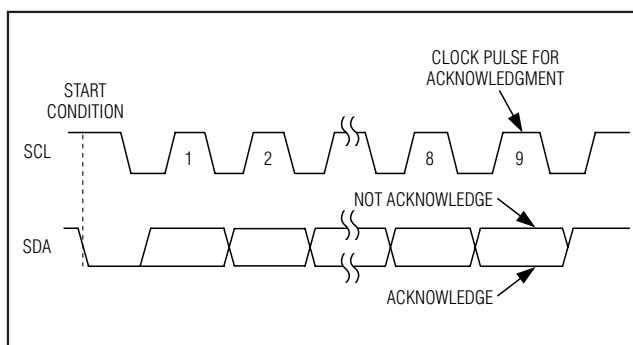 CLOCK PULSE FOR
ACKNOWLEDGMENT
START
CONDITION
SCL
1
2
8
9
NOT ACKNOWLEDGE
SDA
ACKNOWLEDGE